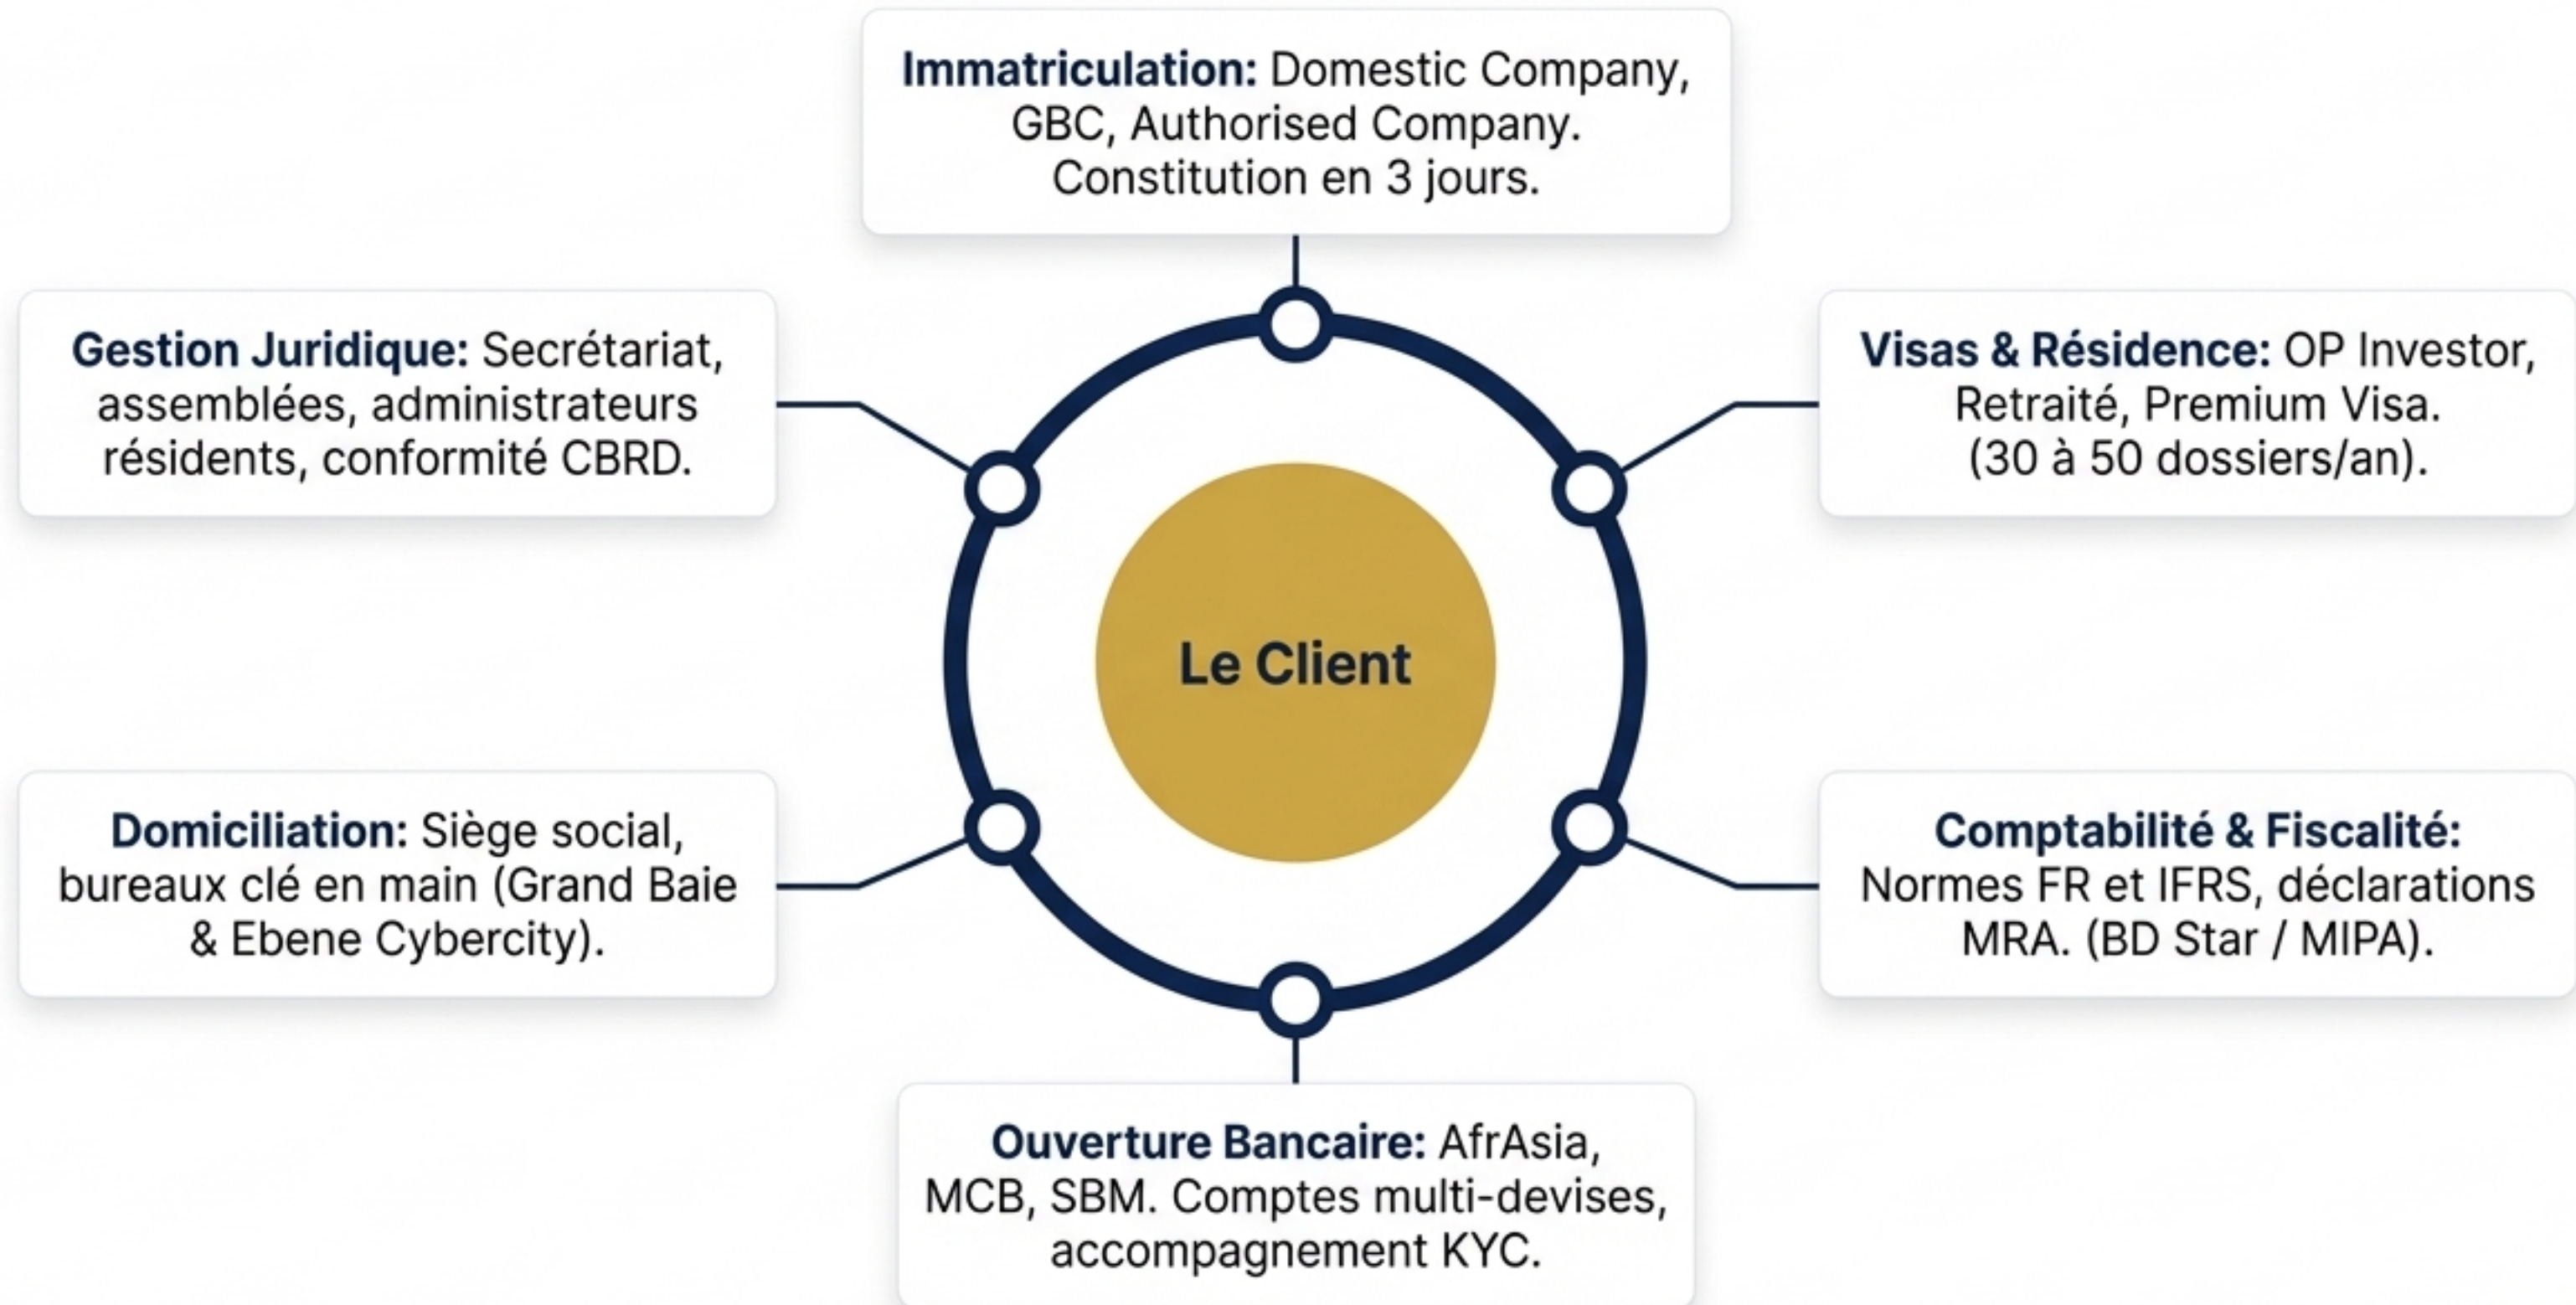 Immatriculation: Domestic Company,
GBC, Authorised Company.
Constitution en 3 jours.
Gestion Juridique: Secrétariat,
assemblées, administrateurs
résidents, conformité CBRD.
Visas & Résidence: OP Investor,
Retraité, Premium Visa.
(30 à 50 dossiers/an).
Le Client
Domiciliation: Siège social,
bureaux clé en main (Grand Baie
& Ebene Cybercity).
Comptabilité & Fiscalité:
Normes FR et IFRS, déclarations
MRA. (BD Star / MIPA).
Ouverture Bancaire: AfrAsia,
MCB, SBM. Comptes multi-devises,
accompagnement KYC.